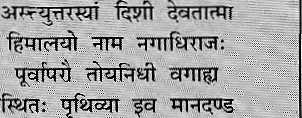 अस्त्युत्तरस्यां दिशी देवतात्मा
हिमालयो नाम नगाधिराजः
पूर्वापरौ तोयनिधी वगाह्य
स्थितः पृथिव्या इव मानदण्ड